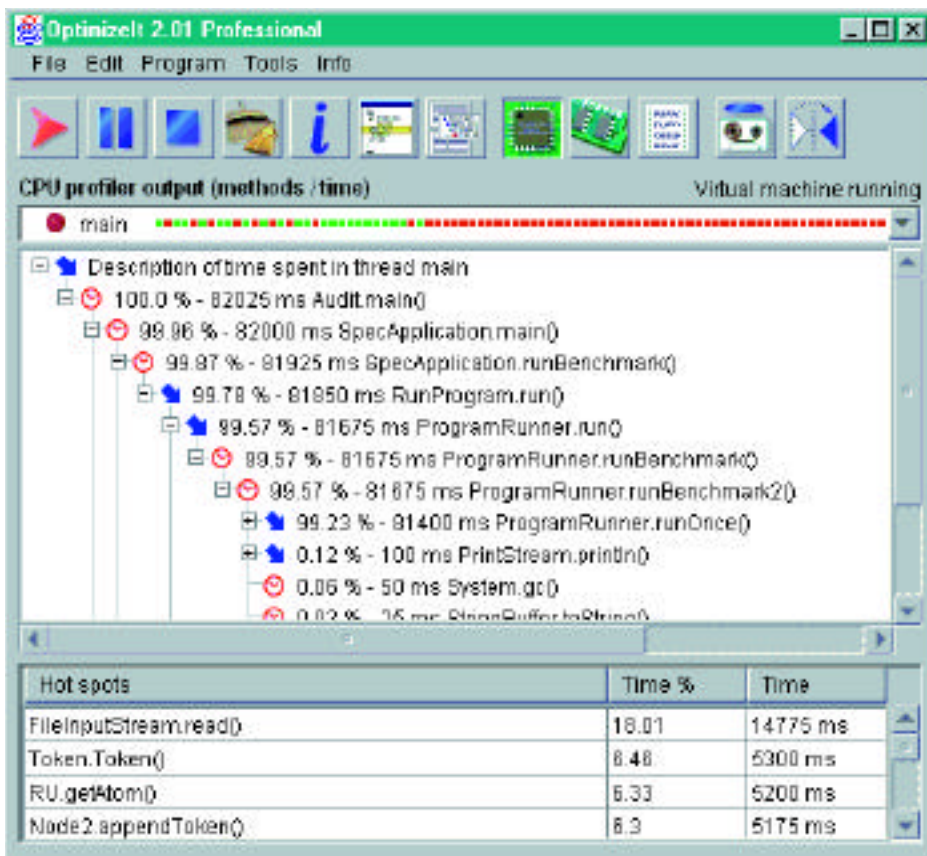 OptimizeIt 2.01 Professional
File Edit Program Tools Info
CPU profiler output (methods / time) Virtual machine running
main
Description of time spent in thread main
100.0 % - 82025 ms Audit.main()
99.96 % - 82000 ms SpecApplication.main()
99.87 % - 81925 ms SpecApplication.runBenchmark()
99.78 % - 81850 ms RunProgram.run()
99.57 % - 81675 ms ProgramRunner.run()
99.57 % - 81675 ms ProgramRunner.runBenchmark()
99.57 % - 81675 ms ProgramRunner.runBenchmark2()
99.23 % - 81400 ms ProgramRunner.runOnce()
0.12 % - 100 ms PrintStream.println()
0.06 % - 50 ms System.gc()
ms StringBuffer.toString()
Hot spots Time % Time
FileInputStream.read() 18.01 14775 ms
Token.Token() 6.46 5300 ms
RU.getAtom() 6.33 5200 ms
Node2.appendToken() 6.3 5175 ms